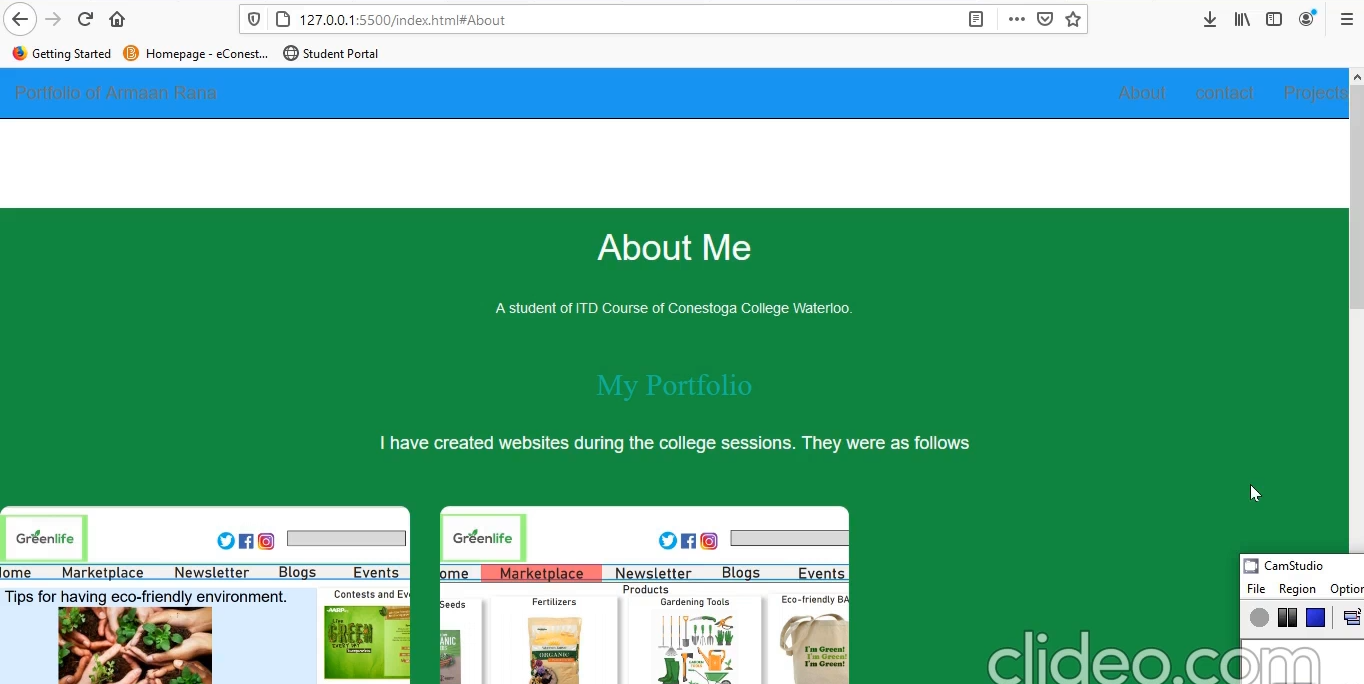 127.0.0.1:5500/index.html#About
Getting Started
Homepage - eConest...
Student Portal
Portfolio of Armaan Rana
About contact Projects
About Me
A student of ITD Course of Conestoga College Waterloo.
My Portfolio
I have created websites during the college sessions. They were as follows
Greenlife
ome Marketplace Newsletter Blogs Events
Tips for having eco-friendly environment.
Contests and Eve
AARP
GREEN
Greenlife
ome Marketplace Newsletter Blogs Events
Products
Seeds
Fertilizers
Gardening Tools
Eco-friendly BA
ORGANIC
I'm Green!
I'm Green!
I'm Green!
CamStudio
File Region Option
clideo.com